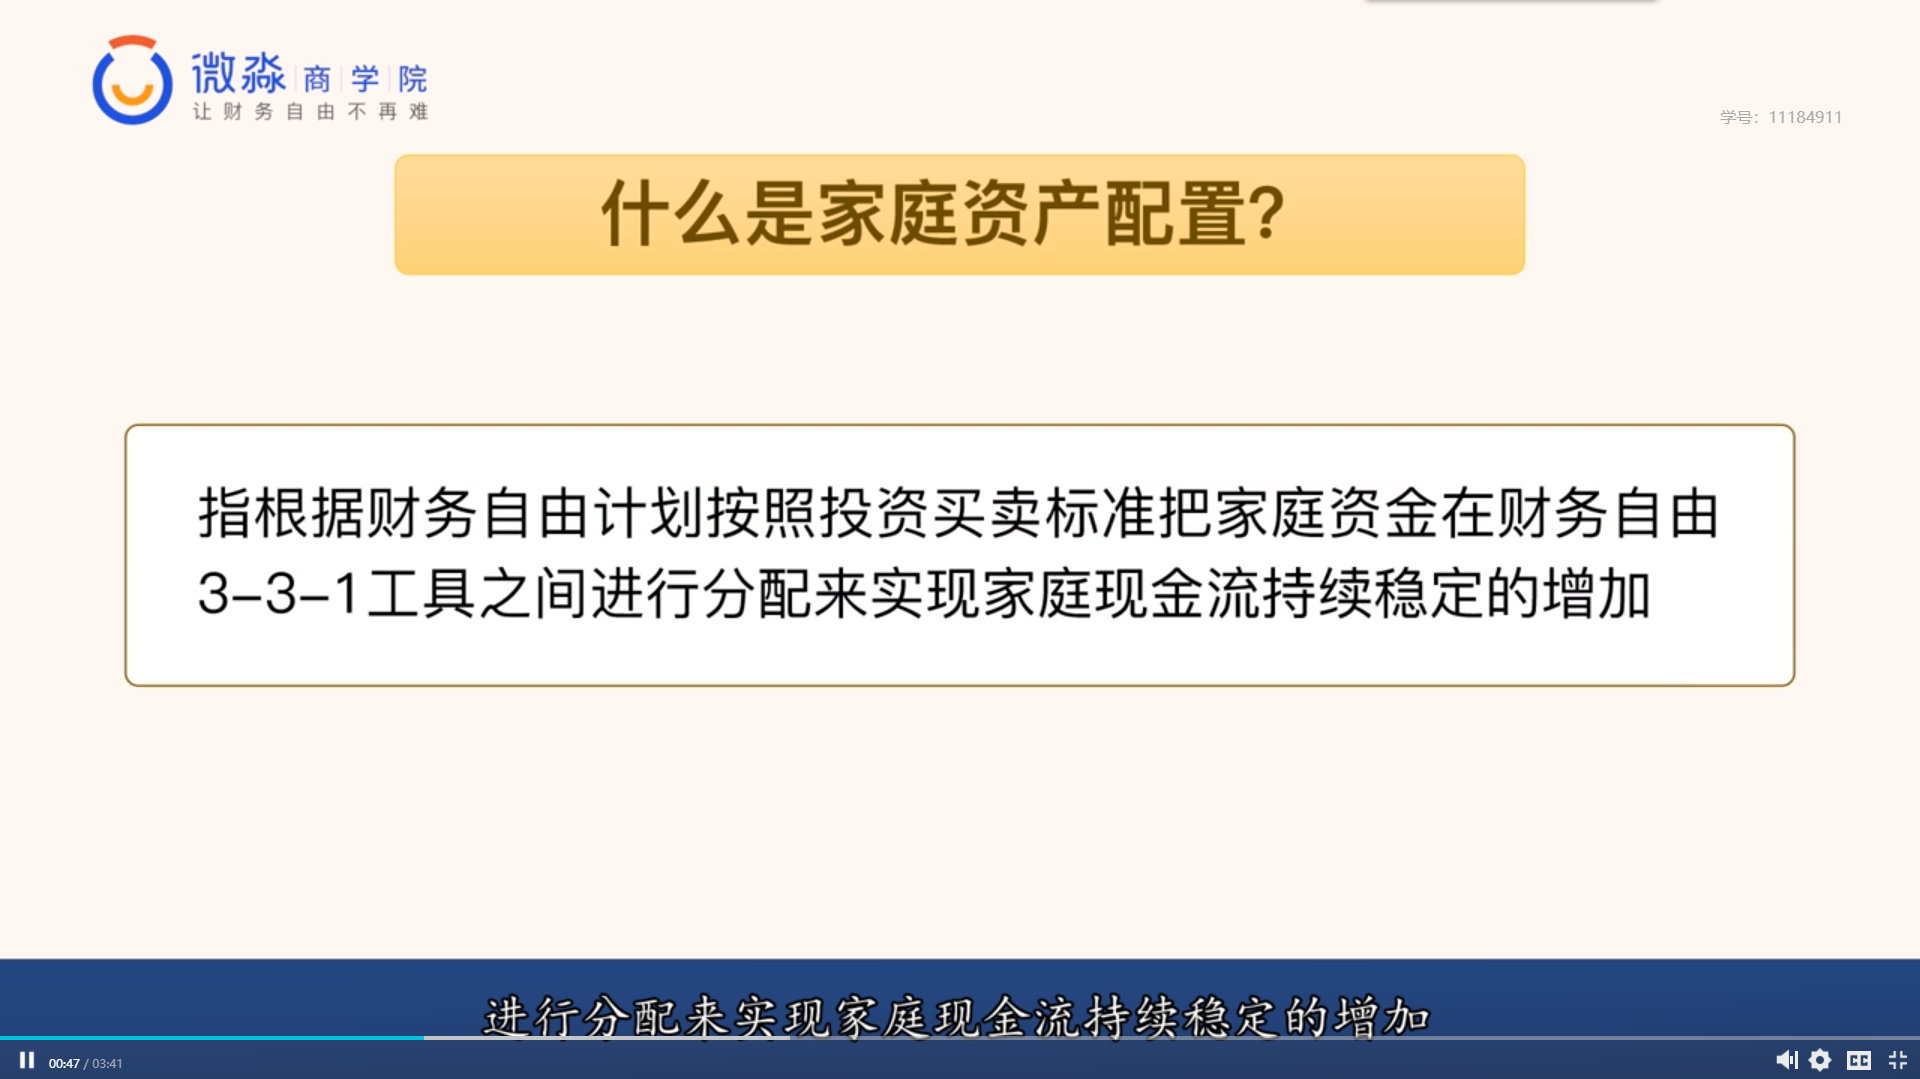 微淼商学院
让财务自由不再难
学号：11184911
什么是家庭资产配置?
指根据财务自由计划按照投资买卖标准把家庭资金在财务自由
3-3-1工具之间进行分配来实现家庭现金流持续稳定的增加
进行分配来实现家庭现金流持续稳定的增加
00:47 / 03:41
CC